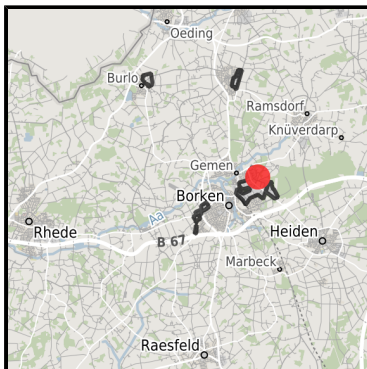 Oeding
Burlo
Ramsdorf
Knüverdarp
Gemen
Borken
Aa
Rhede
B 67
Heiden
Marbeck
Raesfeld